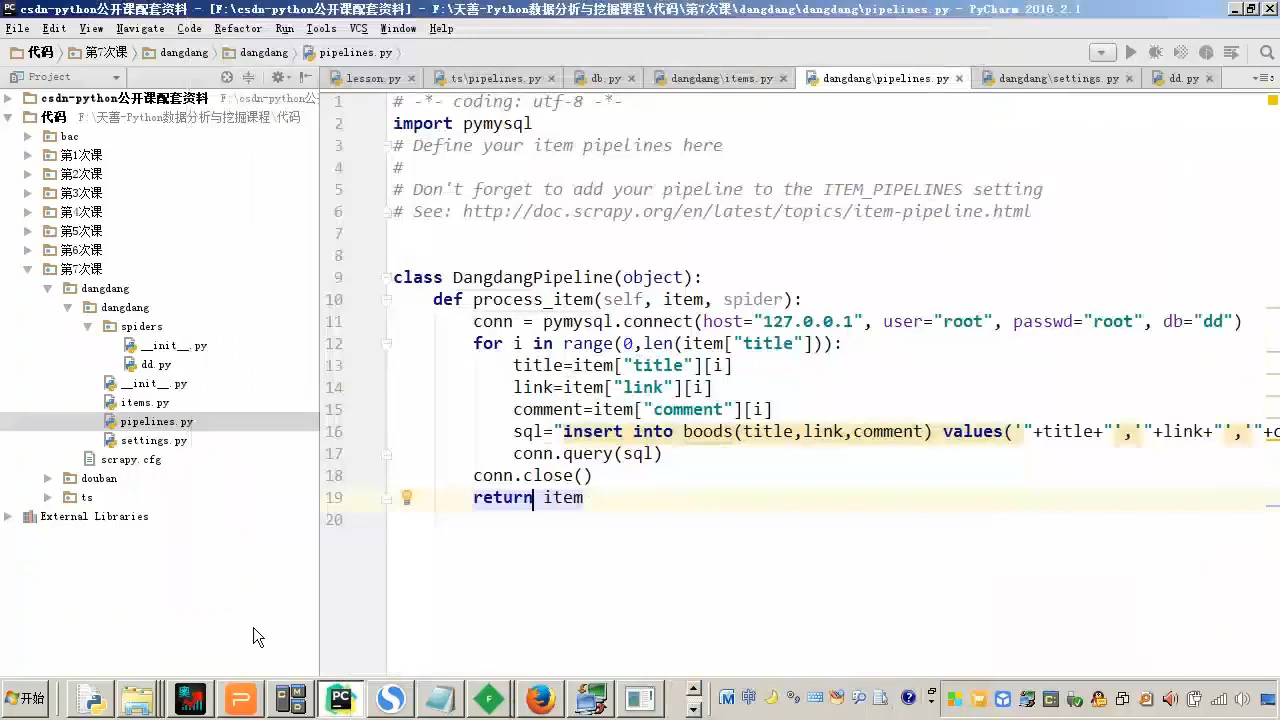 csdn-python公开课配套资料 - [F:\csdn-python公开课配套资料] - F:\天善-Python数据分析与挖掘课程\代码\第7次课\dangdang\dangdang\pipelines.py - PyCharm 2016.2.1
File Edit View Navigate Code Refactor Run Tools VCS Window Help
代码 第7次课 dangdang dangdang pipelines.py
Project
lesson.py ts\pipelines.py db.py dangdang\items.py dangdang\pipelines.py dangdang\settings.py dd.py
csdn-python公开课配套资料 F:\csdn-python公
代码 F:\天善-Python数据分析与挖掘课程\代码
bac
第1次课
第2次课
第3次课
第4次课
第5次课
第6次课
第7次课
dangdang
dangdang
spiders
__init__.py
dd.py
__init__.py
items.py
pipelines.py
settings.py
scrapy.cfg
douban
ts
External Libraries
1 # -*- coding: utf-8 -*-
2 import pymysql
3 # Define your item pipelines here
4 #
5 # Don't forget to add your pipeline to the ITEM_PIPELINES setting
6 # See: http://doc.scrapy.org/en/latest/topics/item-pipeline.html
7
8
9 class DangdangPipeline(object):
10 def process_item(self, item, spider):
11 conn = pymysql.connect(host="127.0.0.1", user="root", passwd="root", db="dd")
12 for i in range(0,len(item["title"])):
13 title=item["title"][i]
14 link=item["link"][i]
15 comment=item["comment"][i]
16 sql="insert into boods(title,link,comment) values('"+title+"','"+link+"','"+c
17 conn.query(sql)
18 conn.close()
19 return item
20
开始
PC
中